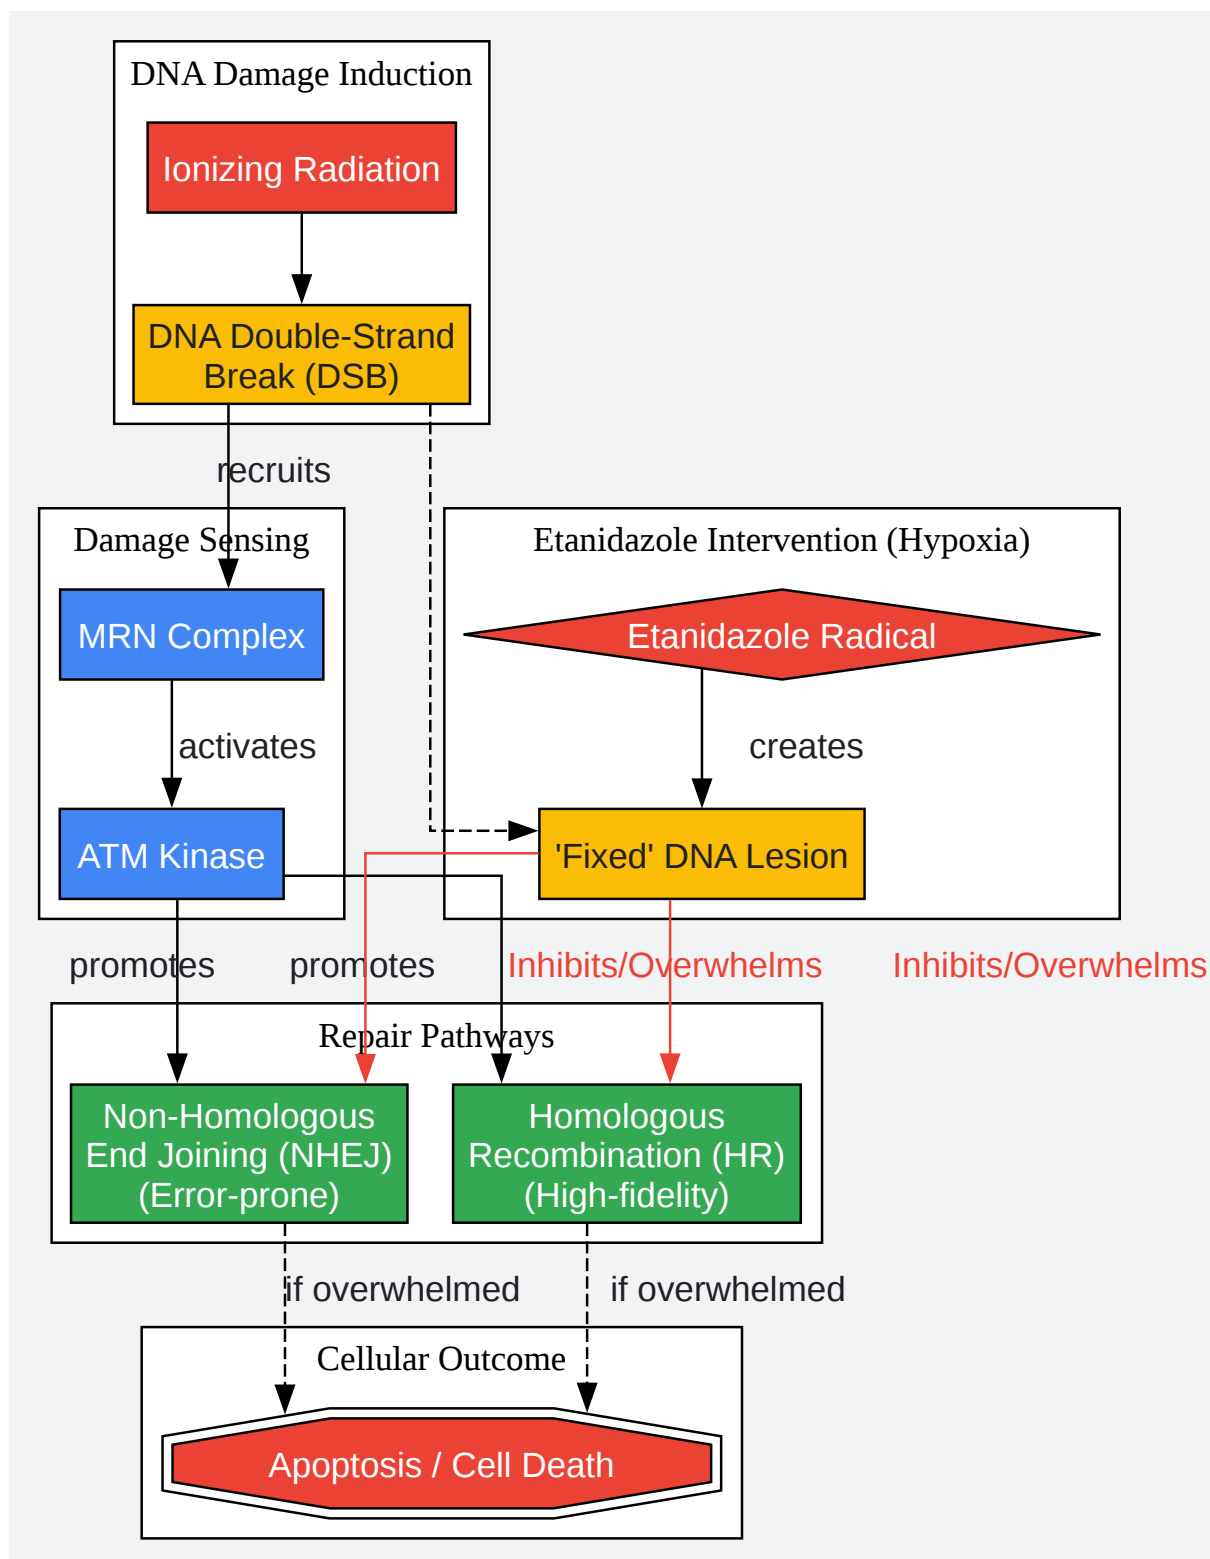 DNA Damage Induction
Ionizing Radiation
DNA Double-Strand
Break (DSB)
recruits
Damage Sensing
Etanidazole Intervention (Hypoxia)
MRN Complex
Etanidazole Radical
activates
creates
ATM Kinase
'Fixed' DNA Lesion
promotes
promotes
Inhibits/Overwhelms
Inhibits/Overwhelms
Repair Pathways
Non-Homologous
End Joining (NHEJ)
(Error-prone)
Homologous
Recombination (HR)
(High-fidelity)
if overwhelmed
if overwhelmed
Cellular Outcome
Apoptosis / Cell Death